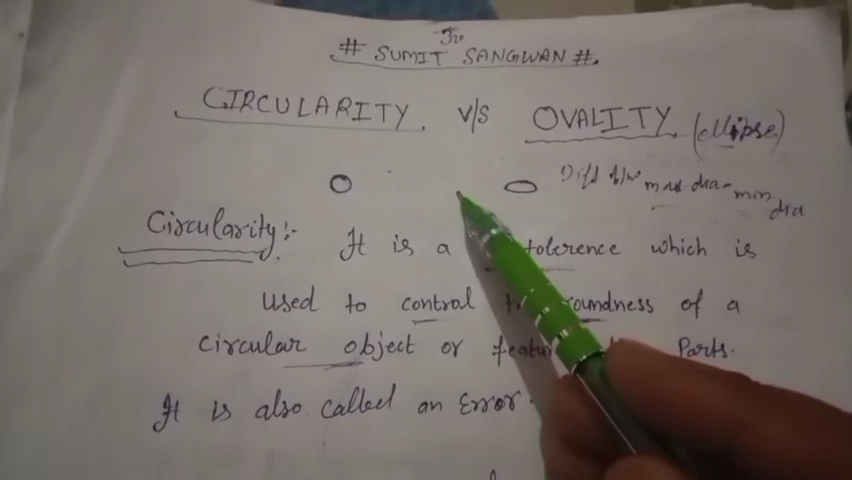 # SUMIT SANGWAN #.
CIRCULARITY. V/S OVALITY. (ellipse)
Diff b/w max dia - min dia
Circularity:- It is a tolerence which is
used to control roundness of a
circular object or Parts.
It is also called an Error.